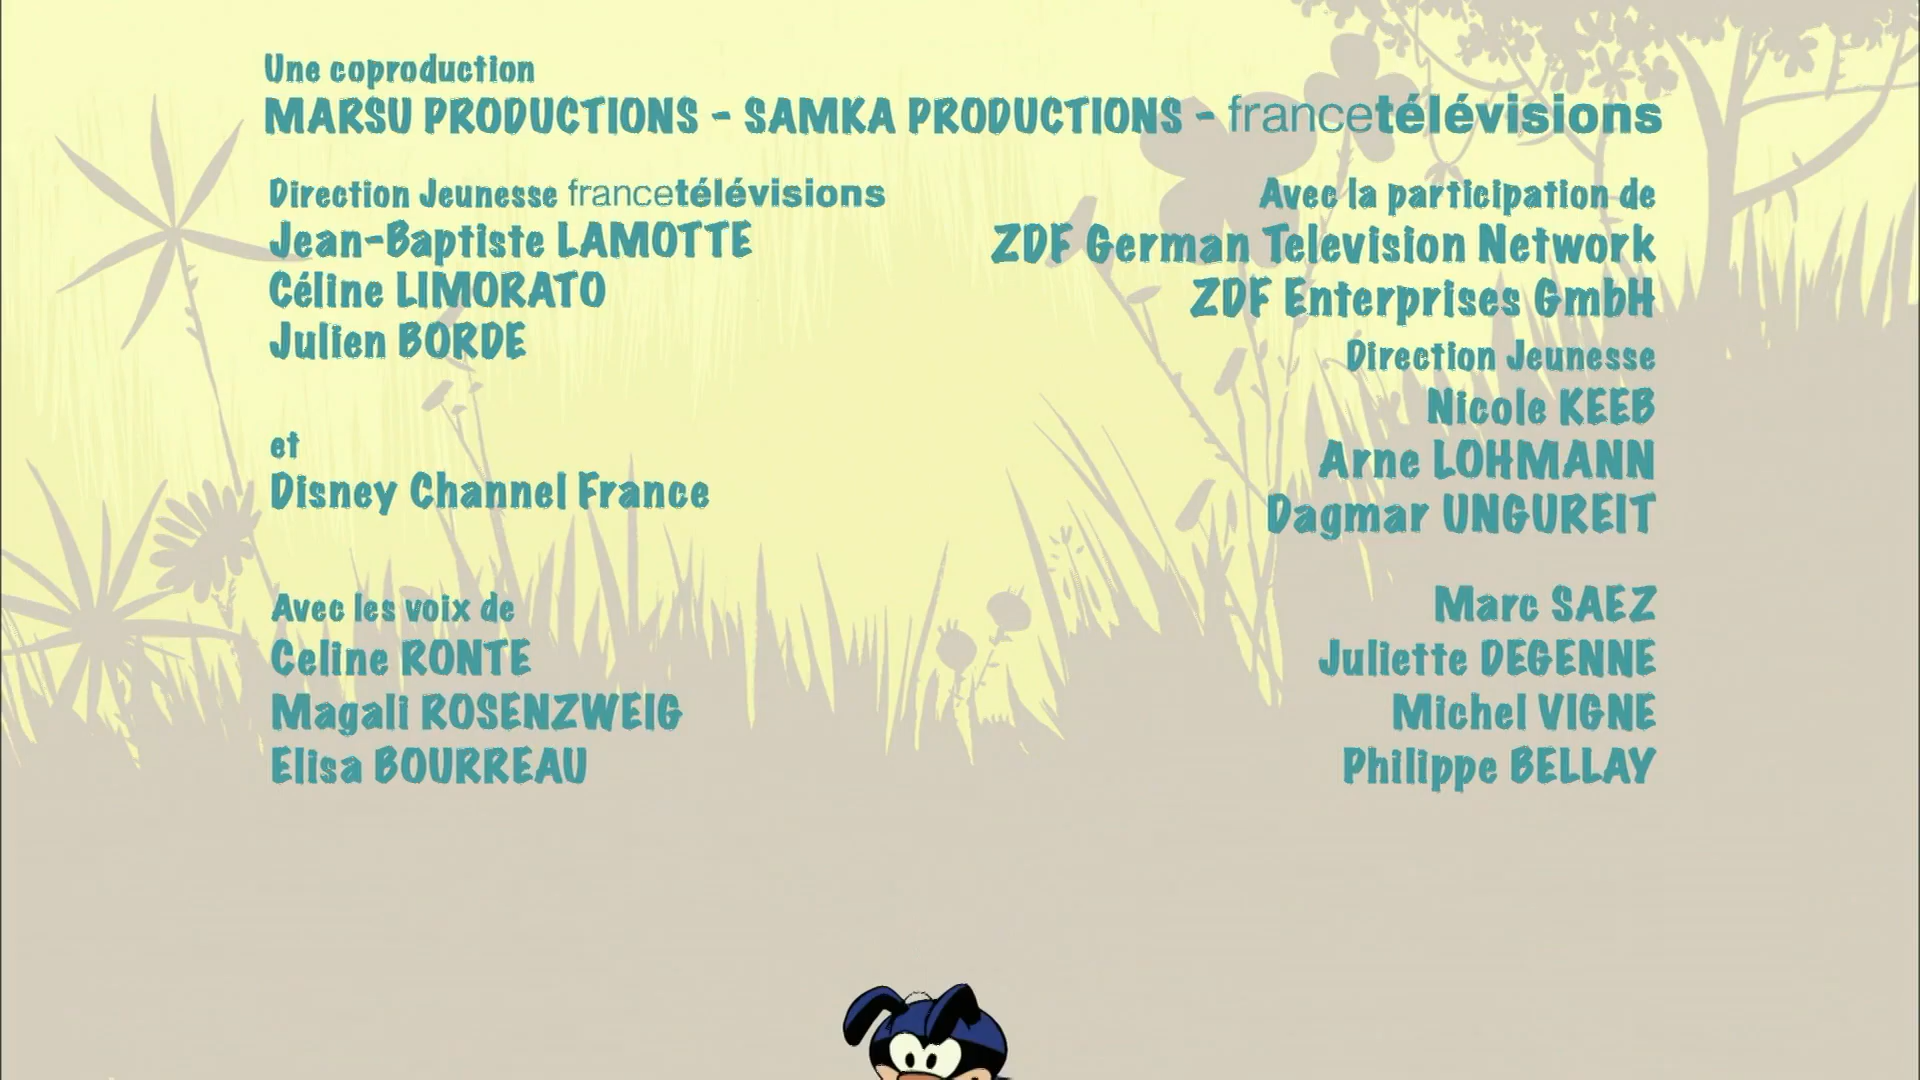 Une coproduction
MARSU PRODUCTIONS - SAMKA PRODUCTIONS - francetélévisions
Direction Jeunesse francetélévisions
Jean-Baptiste LAMOTTE
Céline LIMORATO
Julien BORDE
et
Disney Channel France
Avec la participation de
ZDF German Television Network
ZDF Enterprises GmbH
Direction Jeunesse
Nicole KEEB
Arne LOHMANN
Dagmar UNGUREIT
Avec les voix de
Celine RONTE
Magali ROSENZWEIG
Elisa BOURREAU
Marc SAEZ
Juliette DEGENNE
Michel VIGNE
Philippe BELLAY